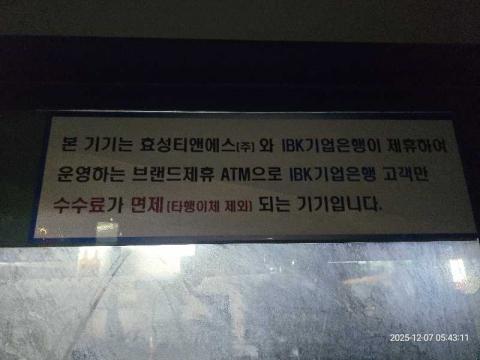 본 기기는 효성티앤에스(주)와 IBK기업은행이 제휴하여
운영하는 브랜드제휴 ATM으로 IBK기업은행 고객만
수수료가 면제(타행이체 제외) 되는 기기입니다.
2025-12-07 05:43:11